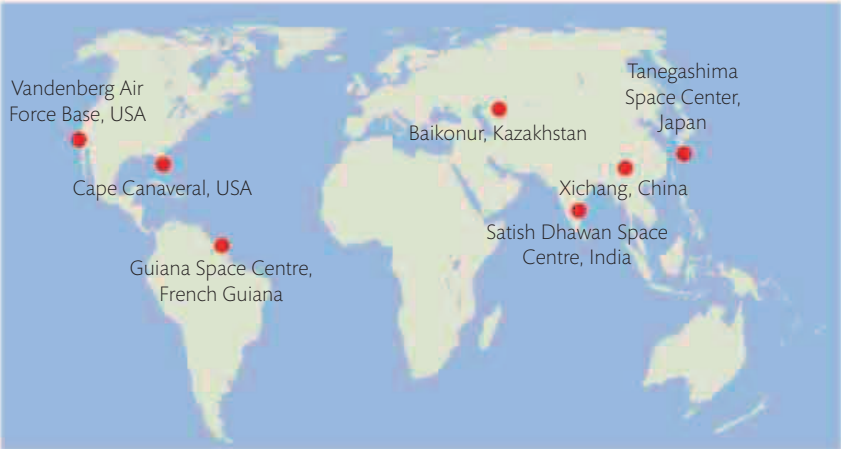 Vandenberg Air
Force Base, USA
Cape Canaveral, USA
Guiana Space Centre,
French Guiana
Baikonur, Kazakhstan
Tanegashima
Space Center,
Japan
Xichang, China
Satish Dhawan Space
Centre, India